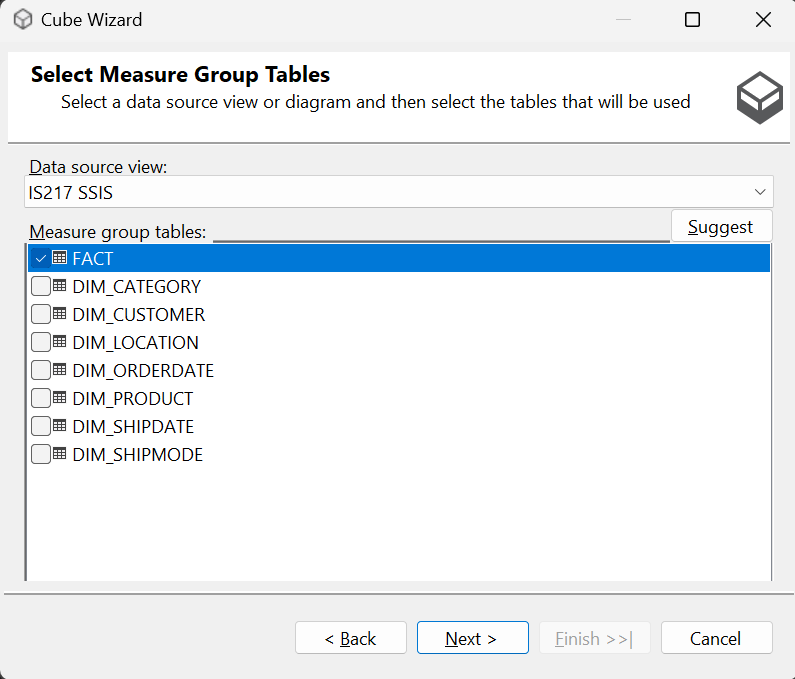 Cube Wizard
Select Measure Group Tables
Select a data source view or diagram and then select the tables that will be used
Data source view:
IS217 SSIS
Measure group tables:
Suggest
FACT
DIM_CATEGORY
DIM_CUSTOMER
DIM_LOCATION
DIM_ORDERDATE
DIM_PRODUCT
DIM_SHIPDATE
DIM_SHIPMODE
< Back
Next >
Finish >>|
Cancel